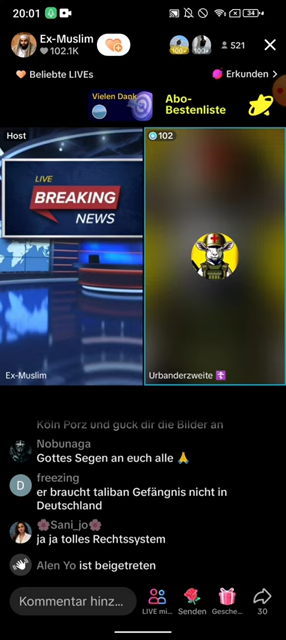 20:01
34
Ex-Muslim
102.1K
100+
100+
521
Beliebte LIVEs
Erkunden >
Vielen Dank
Abo-
Bestenliste
Host
102
LIVE
BREAKING
NEWS
Ex-Muslim
Urbanderzweite
Köln Porz und guck dir die Bilder an
Nobunaga
Gottes Segen an euch alle 🙏
D
freezing
er braucht taliban Gefängnis nicht in
Deutschland
🌸Sani_jo🌸
ja ja tolles Rechtssystem
Alen Yo ist beigetreten
Kommentar hinz...
LIVE mi...
Senden
Gesche...
30